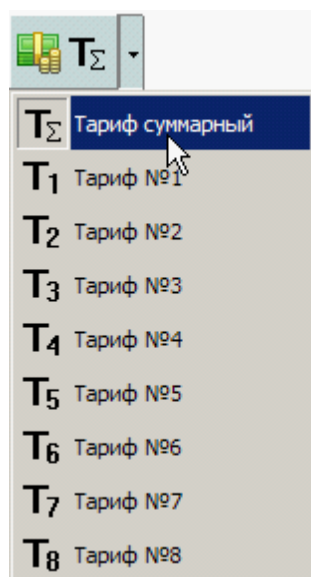 TΣ
TΣ Тариф суммарный
T1 Тариф №1
T2 Тариф №2
T3 Тариф №3
T4 Тариф №4
T5 Тариф №5
T6 Тариф №6
T7 Тариф №7
T8 Тариф №8